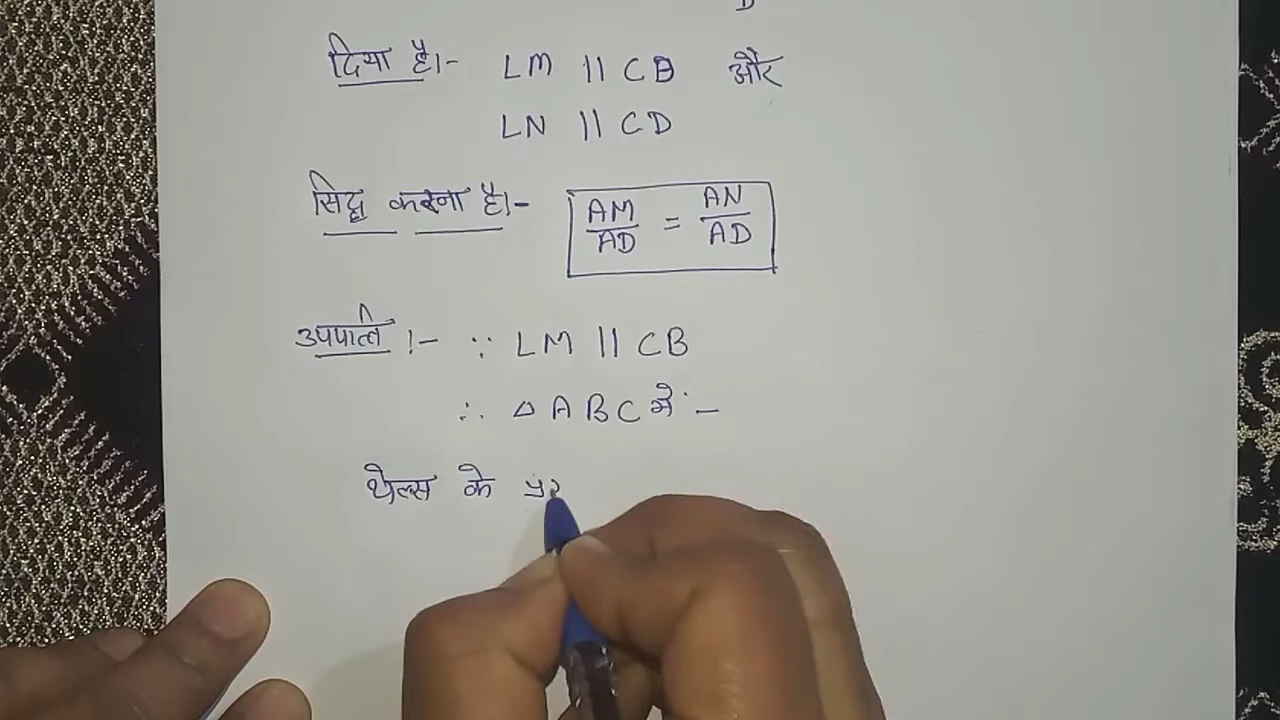 D
दिया है।- LM || CB और
LN || CD
सिद्ध करना है।- AM/AD = AN/AD
उपपत्ति :- ∵ LM || CB
∴ △ABC में -
थेल्स के